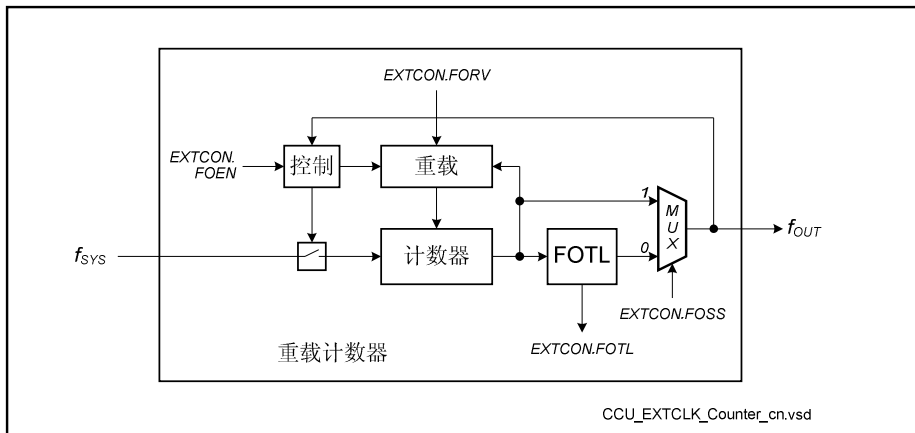 EXTCON.FORV
EXTCON.
FOEN
控制
重载
1
MUX
f_SYS
计数器
FOTL
0
f_OUT
EXTCON.FOSS
EXTCON.FOTL
重载计数器
CCU_EXTCLK_Counter_cn.vsd